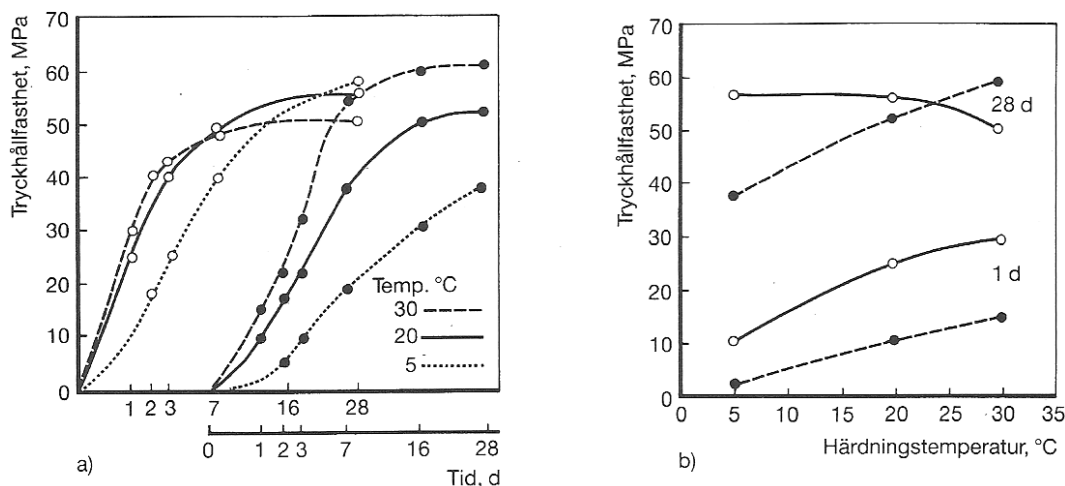 Tryckhållfasthet, MPa
70
60
50
40
30
20
10
0
Temp. °C
30
20
5
1 2 3 7 16 28
0 1 2 3 7 16 28
a)
Tid, d
Tryckhållfasthet, MPa
70
60
50
40
30
20
10
0
28 d
1 d
0 5 10 15 20 25 30 35
Härdningstemperatur, °C
b)